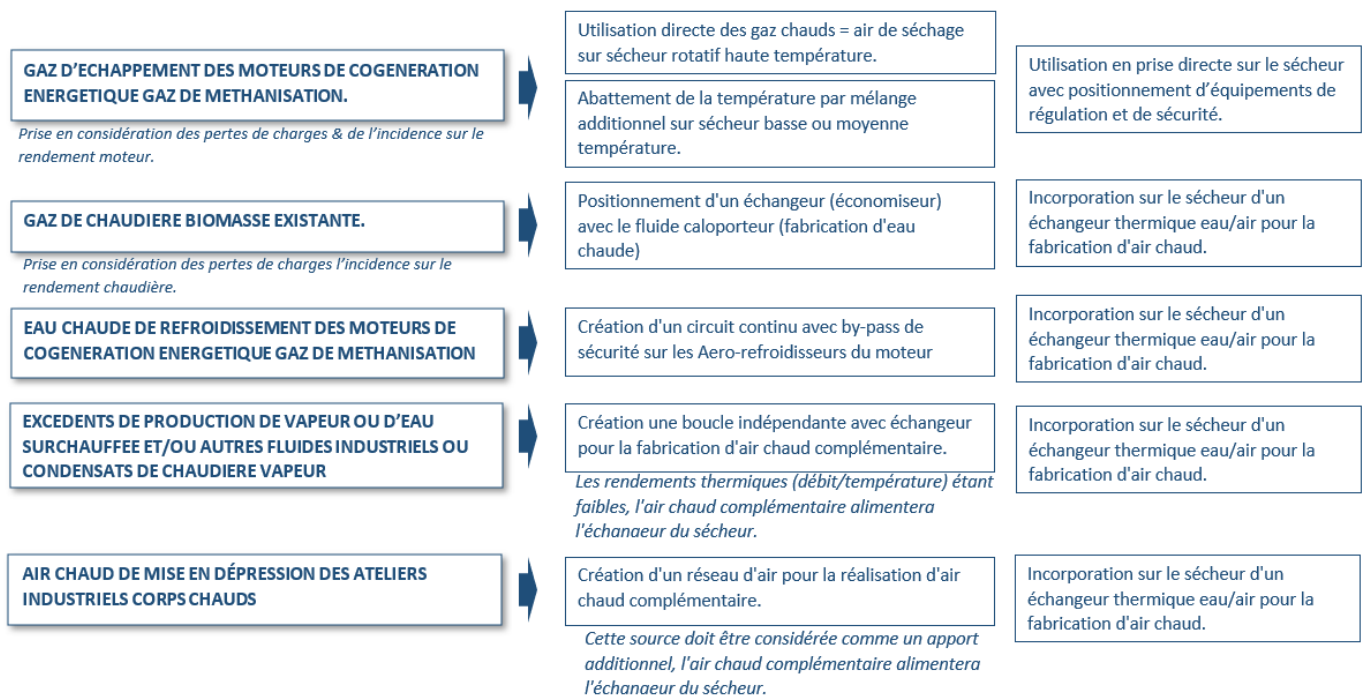 GAZ D'ECHAPPEMENT DES MOTEURS DE COGENERATION
ENERGETIQUE GAZ DE METHANISATION.
Prise en considération des pertes de charges & de l'incidence sur le
rendement moteur.
Utilisation directe des gaz chauds = air de séchage
sur sécheur rotatif haute température.
Abattement de la température par mélange
additionnel sur sécheur basse ou moyenne
température.
Utilisation en prise directe sur le sécheur
avec positionnement d'équipements de
régulation et de sécurité.
GAZ DE CHAUDIERE BIOMASSE EXISTANTE.
Prise en considération des pertes de charges l'incidence sur le
rendement chaudière.
Positionnement d'un échangeur (économiseur)
avec le fluide caloporteur (fabrication d'eau
chaude)
Incorporation sur le sécheur d'un
échangeur thermique eau/air pour la
fabrication d'air chaud.
EAU CHAUDE DE REFROIDISSEMENT DES MOTEURS DE
COGENERATION ENERGETIQUE GAZ DE METHANISATION
Création d'un circuit continu avec by-pass de
sécurité sur les Aero-refroidisseurs du moteur
Incorporation sur le sécheur d'un
échangeur thermique eau/air pour la
fabrication d'air chaud.
EXCEDENTS DE PRODUCTION DE VAPEUR OU D'EAU
SURCHAUFFEE ET/OU AUTRES FLUIDES INDUSTRIELS OU
CONDENSATS DE CHAUDIERE VAPEUR
Création une boucle indépendante avec échangeur
pour la fabrication d'air chaud complémentaire.
Les rendements thermiques (débit/température) étant
faibles, l'air chaud complémentaire alimentera
l'échanaeur du sécheur.
Incorporation sur le sécheur d'un
échangeur thermique eau/air pour la
fabrication d'air chaud.
AIR CHAUD DE MISE EN DÉPRESSION DES ATELIERS
INDUSTRIELS CORPS CHAUDS
Création d'un réseau d'air pour la réalisation d'air
chaud complémentaire.
Cette source doit être considérée comme un apport
additionnel, l'air chaud complémentaire alimentera
l'échanaeur du sécheur.
Incorporation sur le sécheur d'un
échangeur thermique eau/air pour la
fabrication d'air chaud.